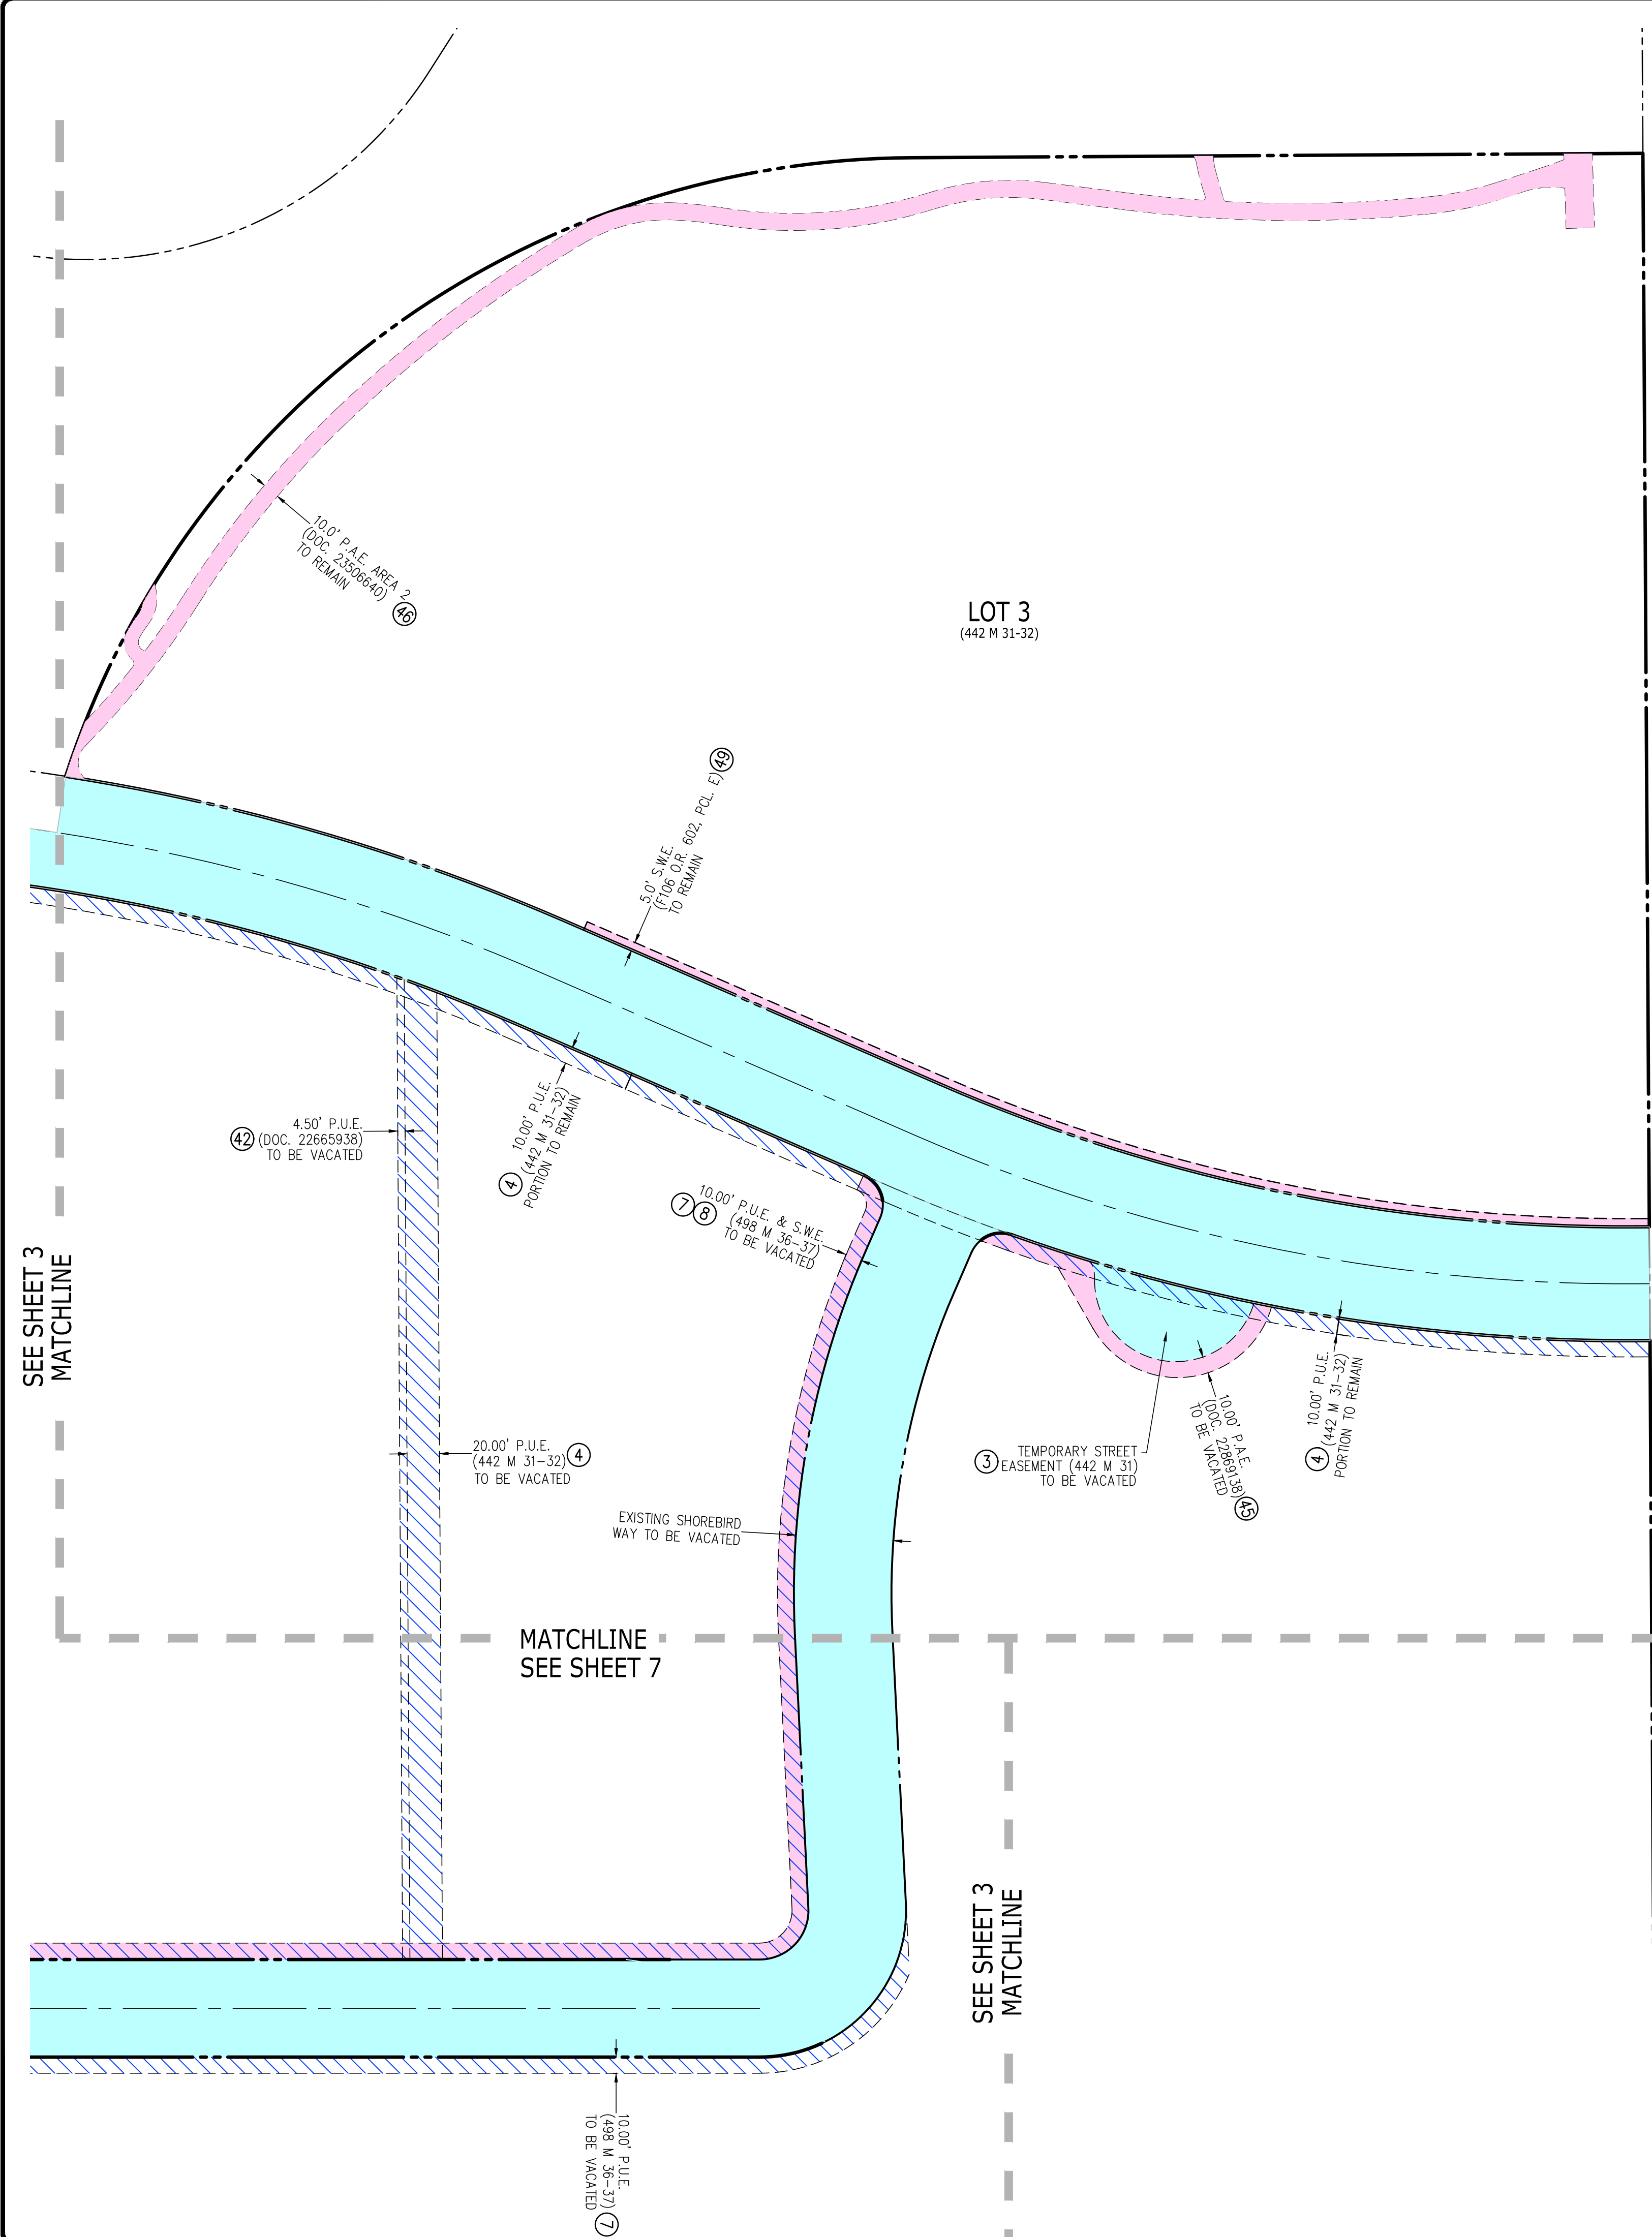 10.0' P.A.E. AREA 2
(DOC. 23506640)
TO REMAIN
46
LOT 3
(442 M 31-32)
5.0' S.W.E.
(F106 O.R. 602, PCL. E)
TO REMAIN
49
4.50' P.U.E.
42 (DOC. 22665938)
TO BE VACATED
10.00' P.U.E.
4 (442 M 31-32)
PORTION TO REMAIN
10.00' P.U.E. & S.W.E.
7 8 (498 M 36-37)
TO BE VACATED
SEE SHEET 3
MATCHLINE
20.00' P.U.E.
(442 M 31-32) 4
TO BE VACATED
EXISTING SHOREBIRD
WAY TO BE VACATED
TEMPORARY STREET
3 EASEMENT (442 M 31)
TO BE VACATED
10.00' P.A.E.
(DOC. 22869138) 45
TO BE VACATED
10.00' P.U.E.
4 (442 M 31-32)
PORTION TO REMAIN
MATCHLINE
SEE SHEET 7
SEE SHEET 3
MATCHLINE
10.00' P.U.E.
(498 M 36-37) 7
TO BE VACATED